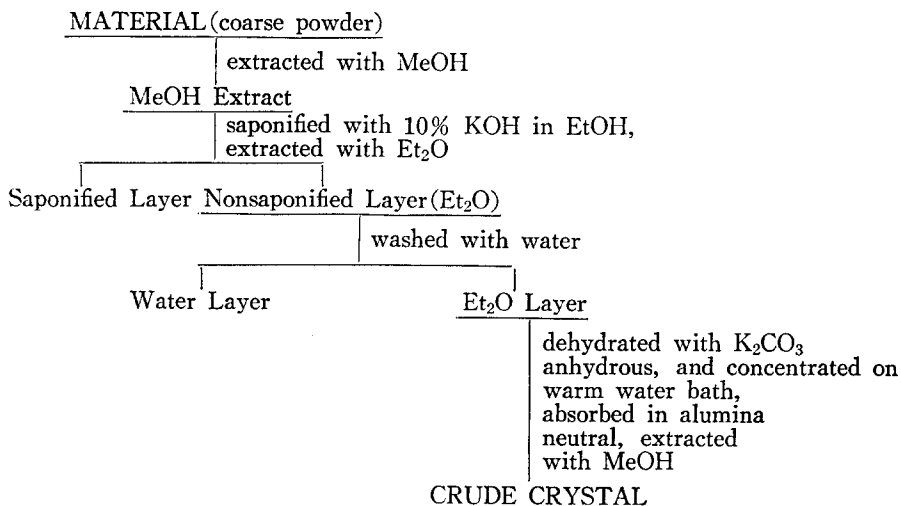 MATERIAL(coarse powder)
extracted with MeOH
MeOH Extract
saponified with 10% KOH in EtOH,
extracted with Et₂O
Saponified Layer Nonsaponified Layer(Et₂O)
washed with water
Water Layer Et₂O Layer
dehydrated with K₂CO₃
anhydrous, and concentrated on
warm water bath,
absorbed in alumina
neutral, extracted
with MeOH
CRUDE CRYSTAL